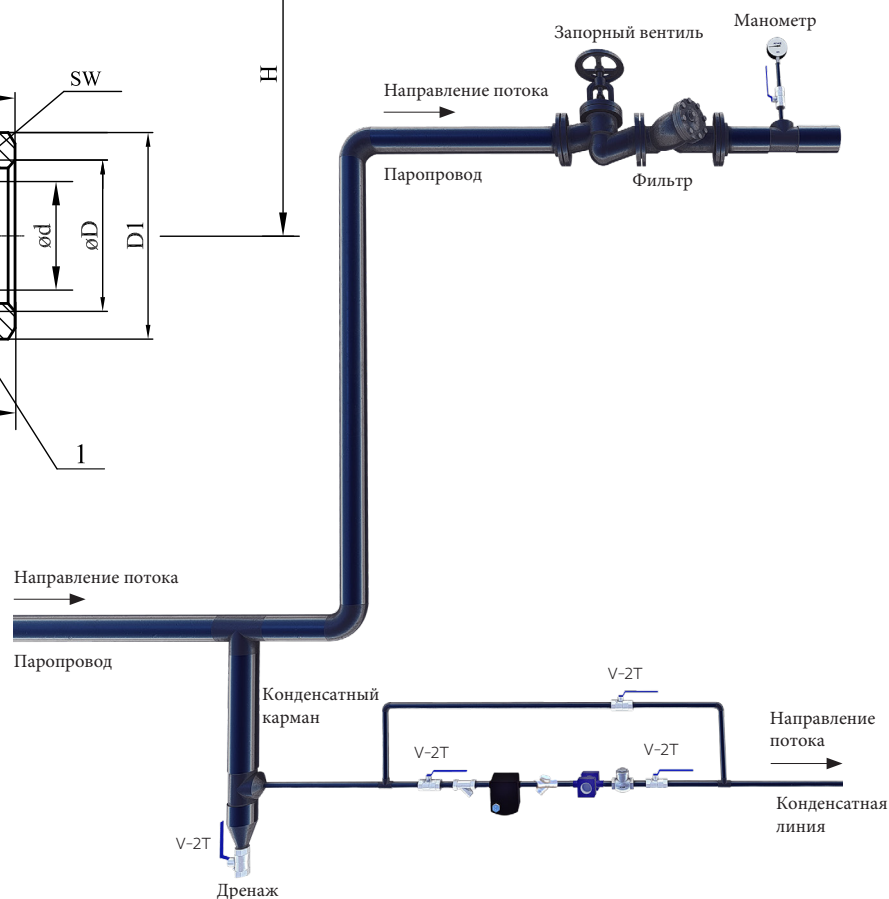 Манометр
Запорный вентиль
SW
H
Направление потока
Паропровод
Фильтр
ød
øD
D1
1
Направление потока
Паропровод
Конденсатный
карман
V-2T
V-2T
V-2T
Направление
потока
Конденсатная
линия
V-2T
Дренаж